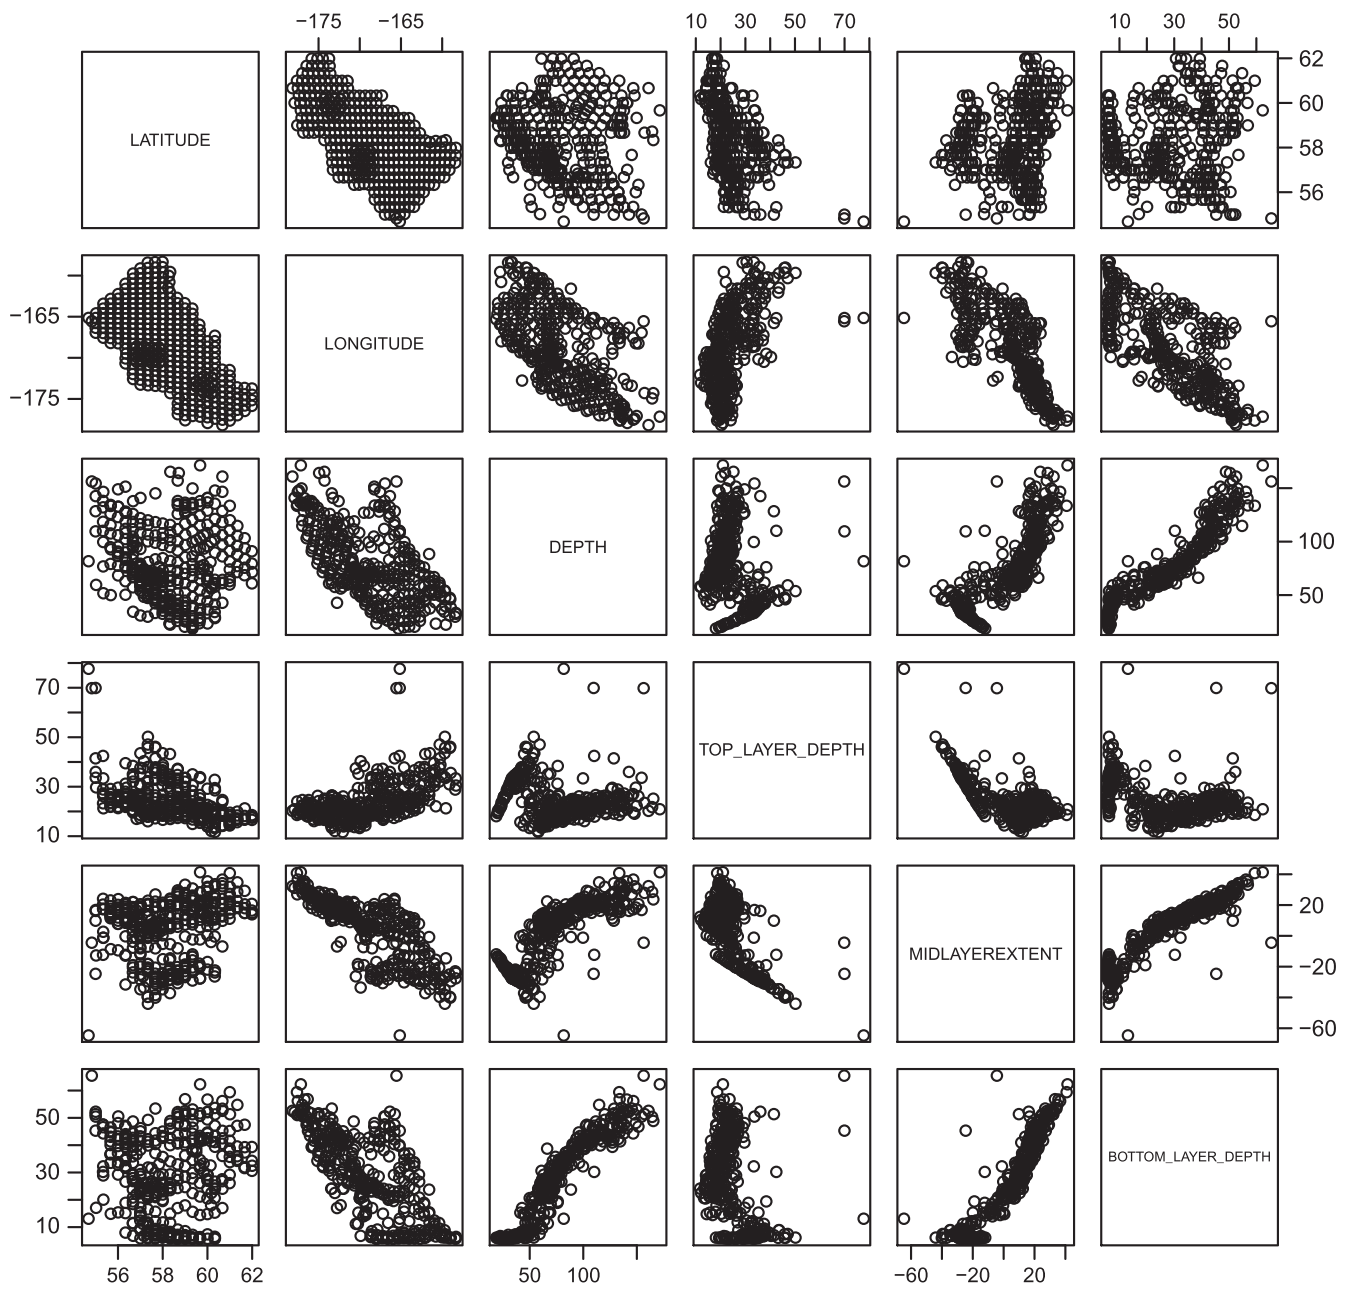 −175 −165 10 30 50 70 10 30 50
LATITUDE 62 60 58 56
−165 −175 LONGITUDE
DEPTH 100 50
70 50 30 10 TOP_LAYER_DEPTH
MIDLAYEREXTENT 20 −20 −60
50 30 10 BOTTOM_LAYER_DEPTH
56 58 60 62 50 100 −60 −20 20